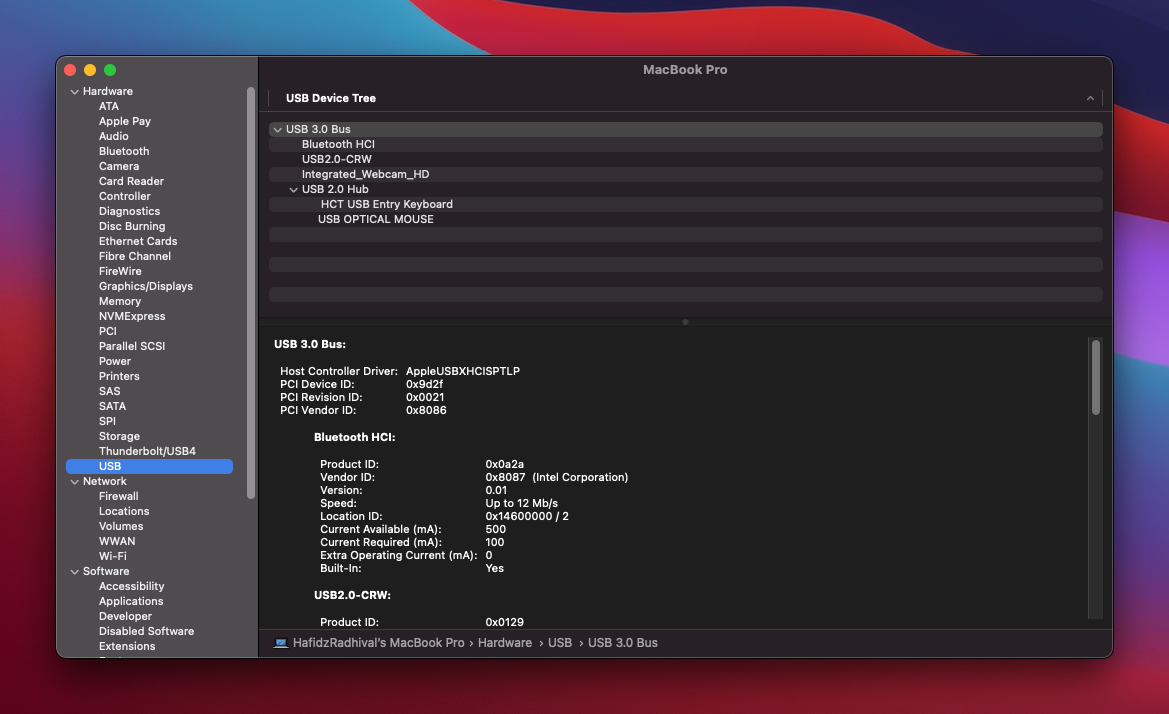 MacBook Pro
Hardware
ATA
Apple Pay
Audio
Bluetooth
Camera
Card Reader
Controller
Diagnostics
Disc Burning
Ethernet Cards
Fibre Channel
FireWire
Graphics/Displays
Memory
NVMExpress
PCI
Parallel SCSI
Power
Printers
SAS
SATA
SPI
Storage
Thunderbolt/USB4
USB
Network
Firewall
Locations
Volumes
WWAN
Wi-Fi
Software
Accessibility
Applications
Developer
Disabled Software
Extensions
USB Device Tree
USB 3.0 Bus
Bluetooth HCI
USB2.0-CRW
Integrated_Webcam_HD
USB 2.0 Hub
HCT USB Entry Keyboard
USB OPTICAL MOUSE
USB 3.0 Bus:
Host Controller Driver: AppleUSBXHCISPTLP
PCI Device ID: 0x9d2f
PCI Revision ID: 0x0021
PCI Vendor ID: 0x8086
Bluetooth HCI:
Product ID: 0x0a2a
Vendor ID: 0x8087 (Intel Corporation)
Version: 0.01
Speed: Up to 12 Mb/s
Location ID: 0x14600000 / 2
Current Available (mA): 500
Current Required (mA): 100
Extra Operating Current (mA): 0
Built-In: Yes
USB2.0-CRW:
Product ID: 0x0129
HafidzRadhival's MacBook Pro › Hardware › USB › USB 3.0 Bus